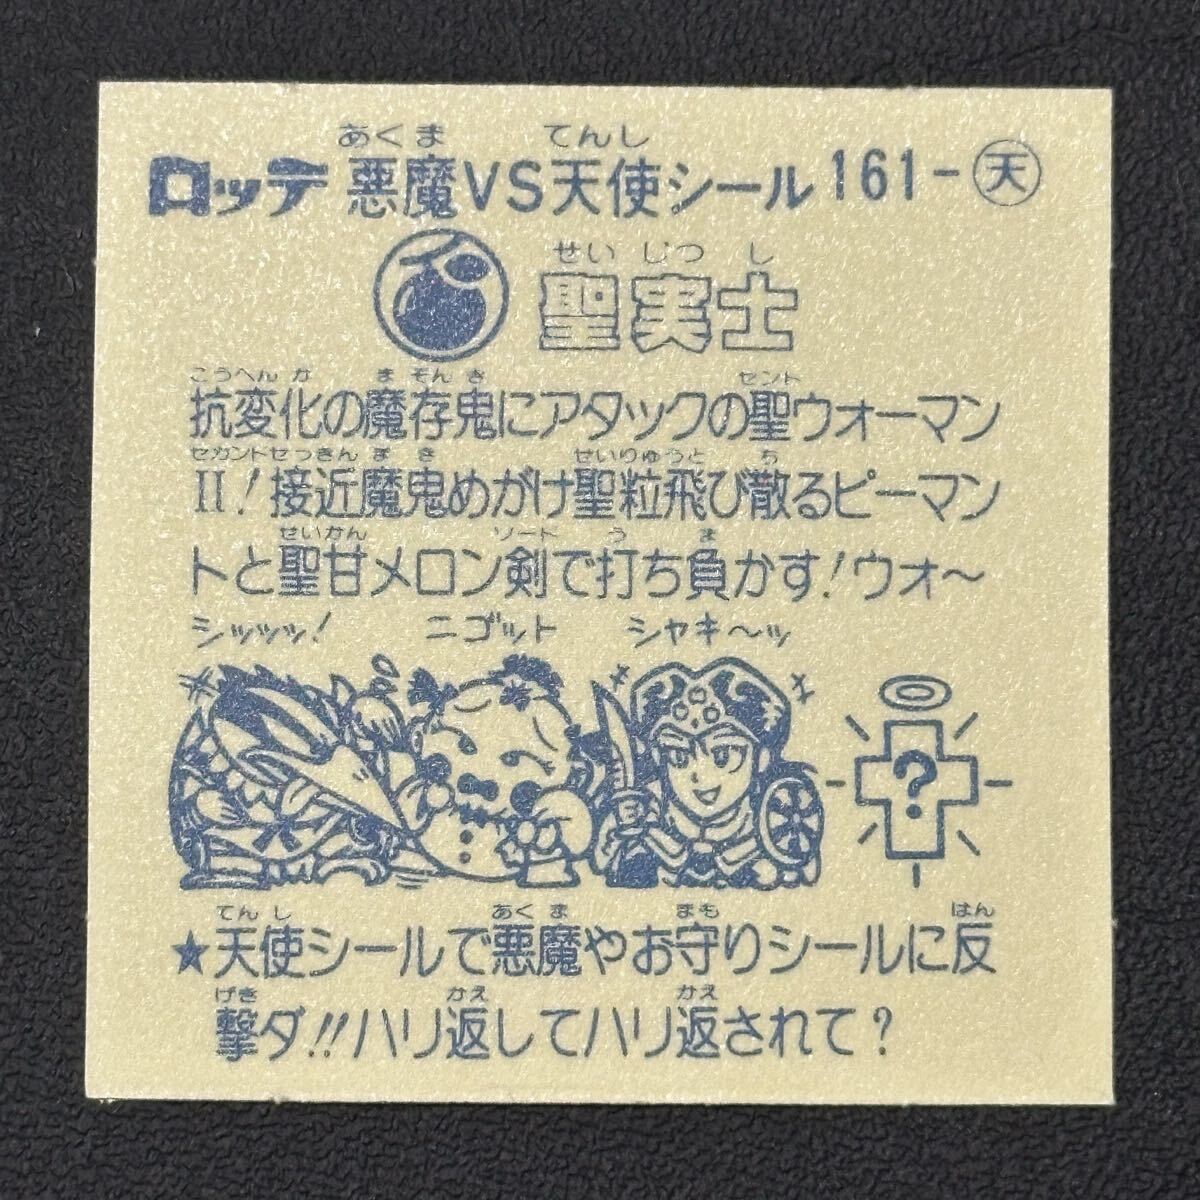 ロッテ 悪魔VS天使シール 161-天
あくま てんし
せいじつし
聖実士
こうへんか まぞんき セント
抗変化の魔存鬼にアタックの聖ウォーマン
セカンド せっきんまき せいりゅうと ち
II!接近魔鬼めがけ聖粒飛び散るピーマン
せいかん ソード う ま
トと聖甘メロン剣で打ち負かす!ウォ〜
シッッッ! ニゴット シャキ〜ッ
?
てんし あくま まも はん
★天使シールで悪魔やお守りシールに反
げき かえ かえ
撃ダ!!ハリ返してハリ返されて?